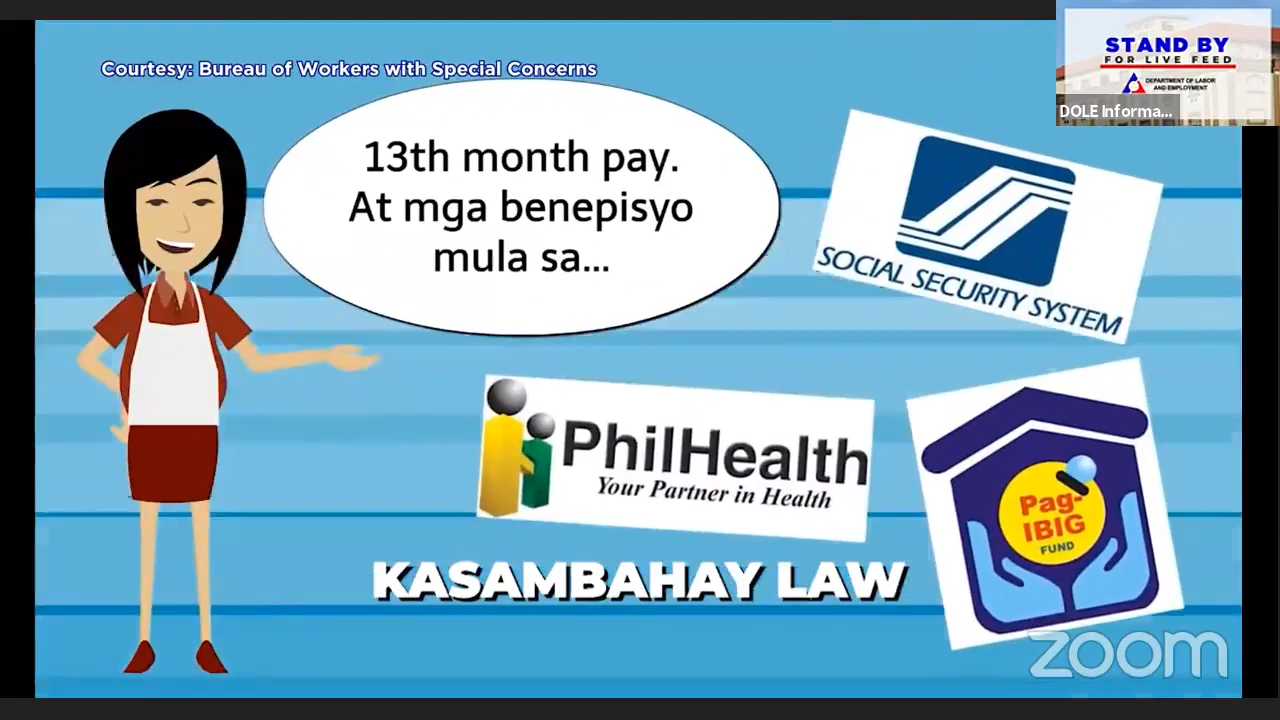 Courtesy: Bureau of Workers with Special Concerns
STAND BY
FOR LIVE FEED
DEPARTMENT OF LABOR
AND EMPLOYMENT
DOLE Informa...
13th month pay.
At mga benepisyo
mula sa...
SOCIAL SECURITY SYSTEM
PhilHealth
Your Partner in Health
Pag-
IBIG
FUND
KASAMBAHAY LAW
zoom